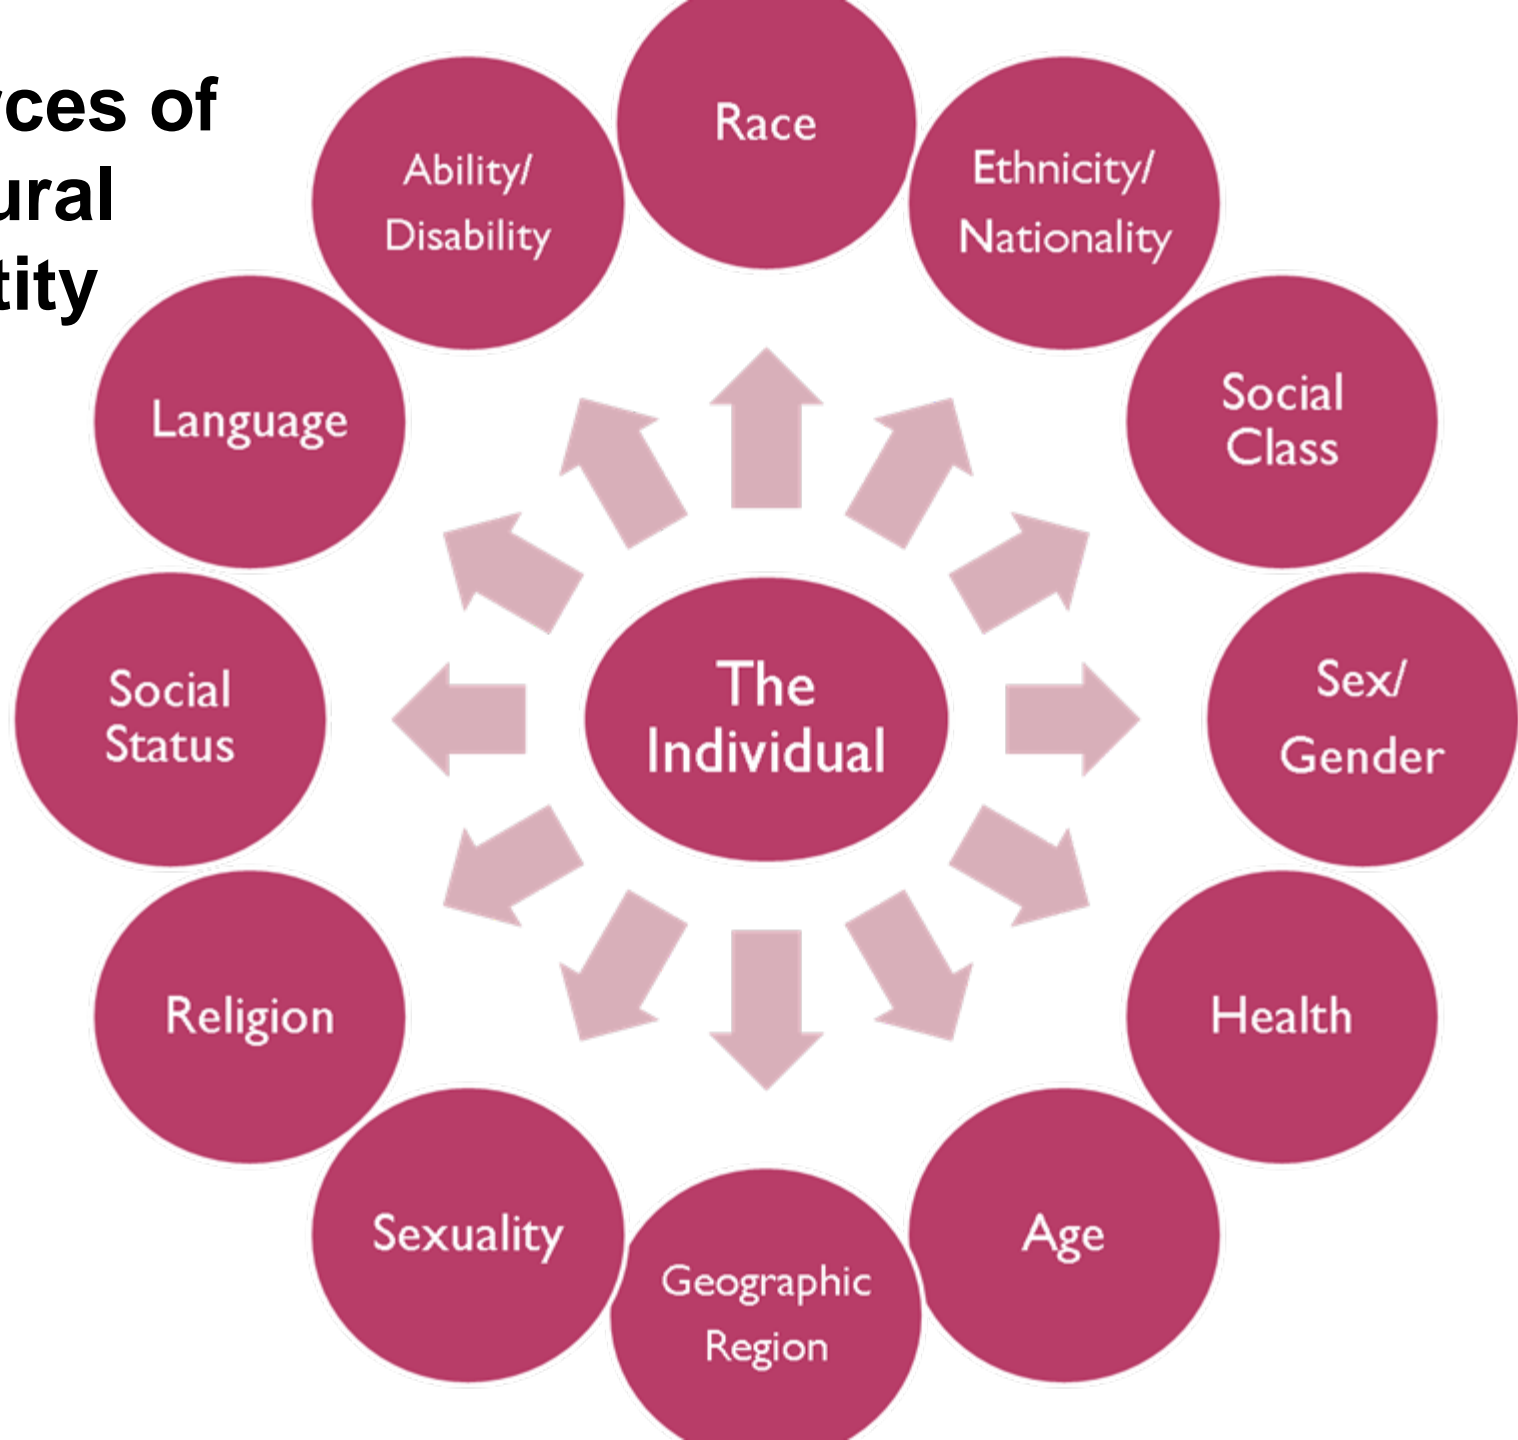 ces of
ural
tity
Race
Ethnicity/
Nationality
Social
Class
Sex/
Gender
Health
Age
Geographic
Region
Sexuality
Religion
Social
Status
Language
Ability/
Disability
The
Individual